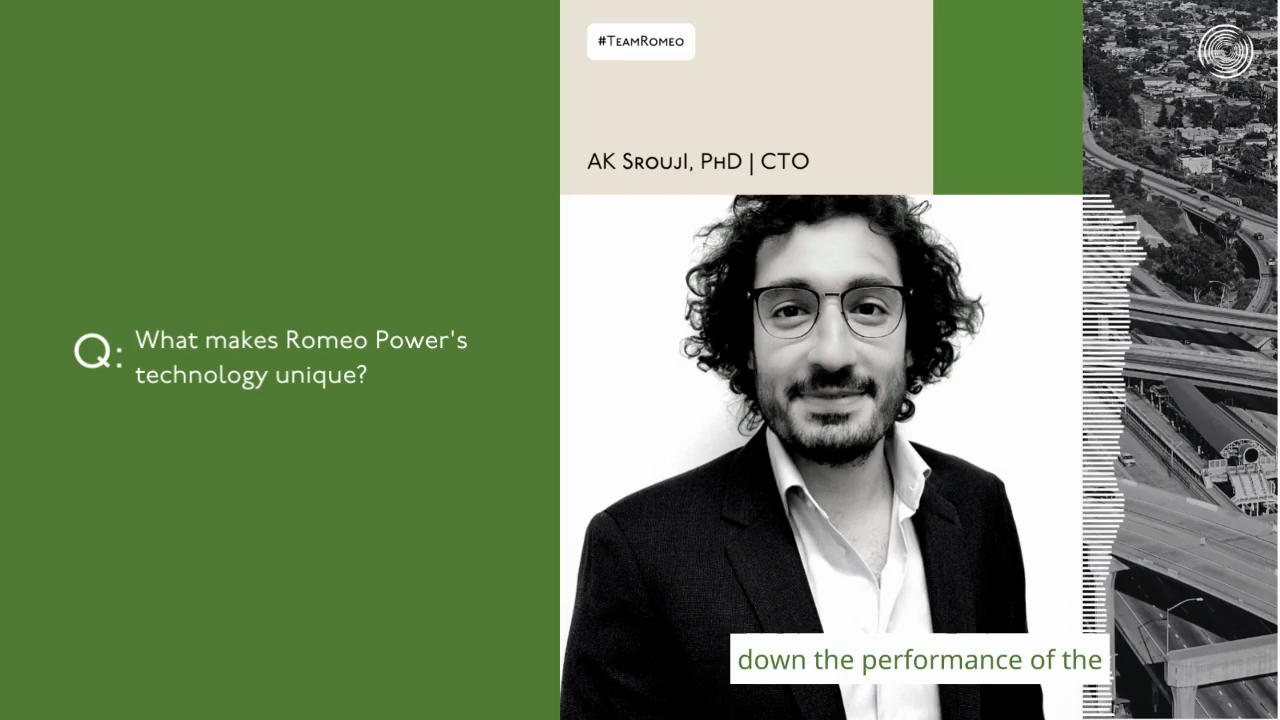 #TeamRomeo
AK Srouji, PhD | CTO
Q: What makes Romeo Power's
technology unique?
down the performance of the